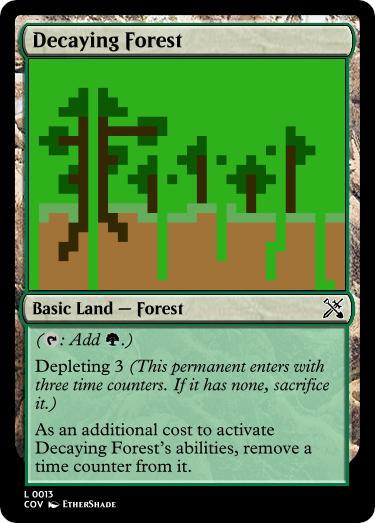 Decaying Forest
Basic Land — Forest
(: Add .)
Depleting 3 (This permanent enters with
three time counters. If it has none, sacrifice
it.)
As an additional cost to activate
Decaying Forest's abilities, remove a
time counter from it.
L 0013
COV EtherShade